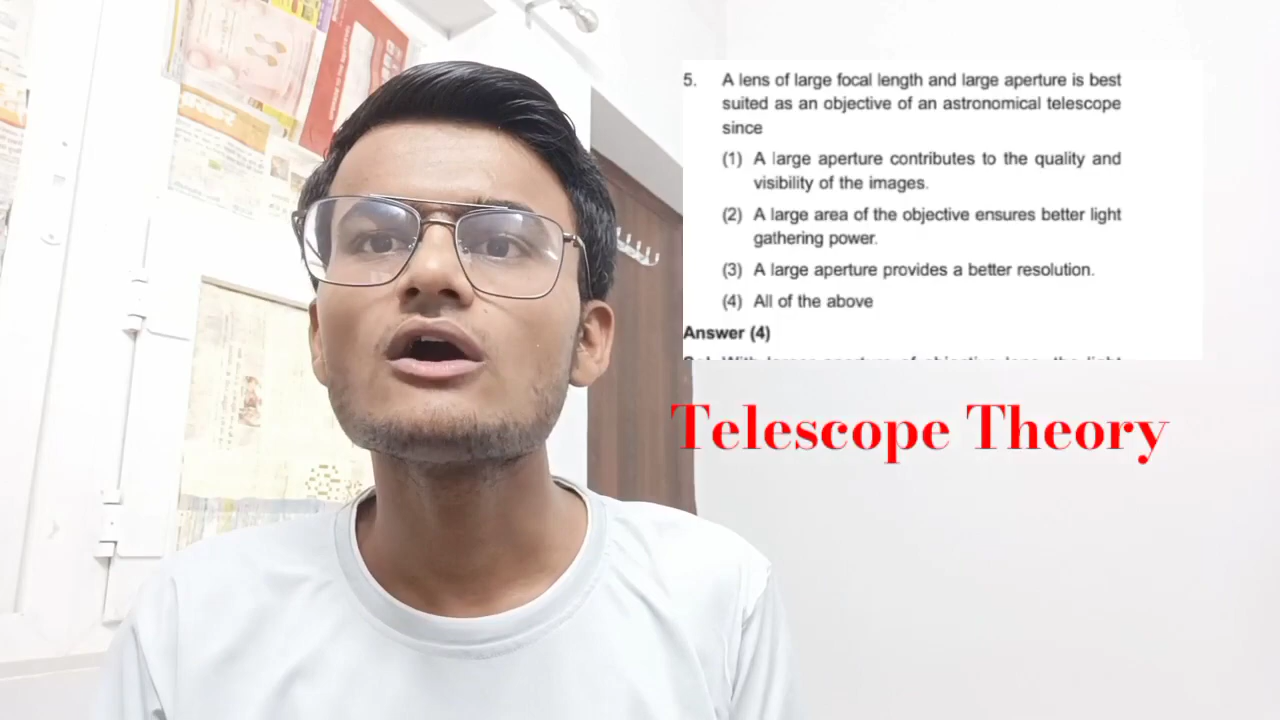 5. A lens of large focal length and large aperture is best
suited as an objective of an astronomical telescope
since
(1) A large aperture contributes to the quality and
visibility of the images.
(2) A large area of the objective ensures better light
gathering power.
(3) A large aperture provides a better resolution.
(4) All of the above
Answer (4)
Telescope Theory